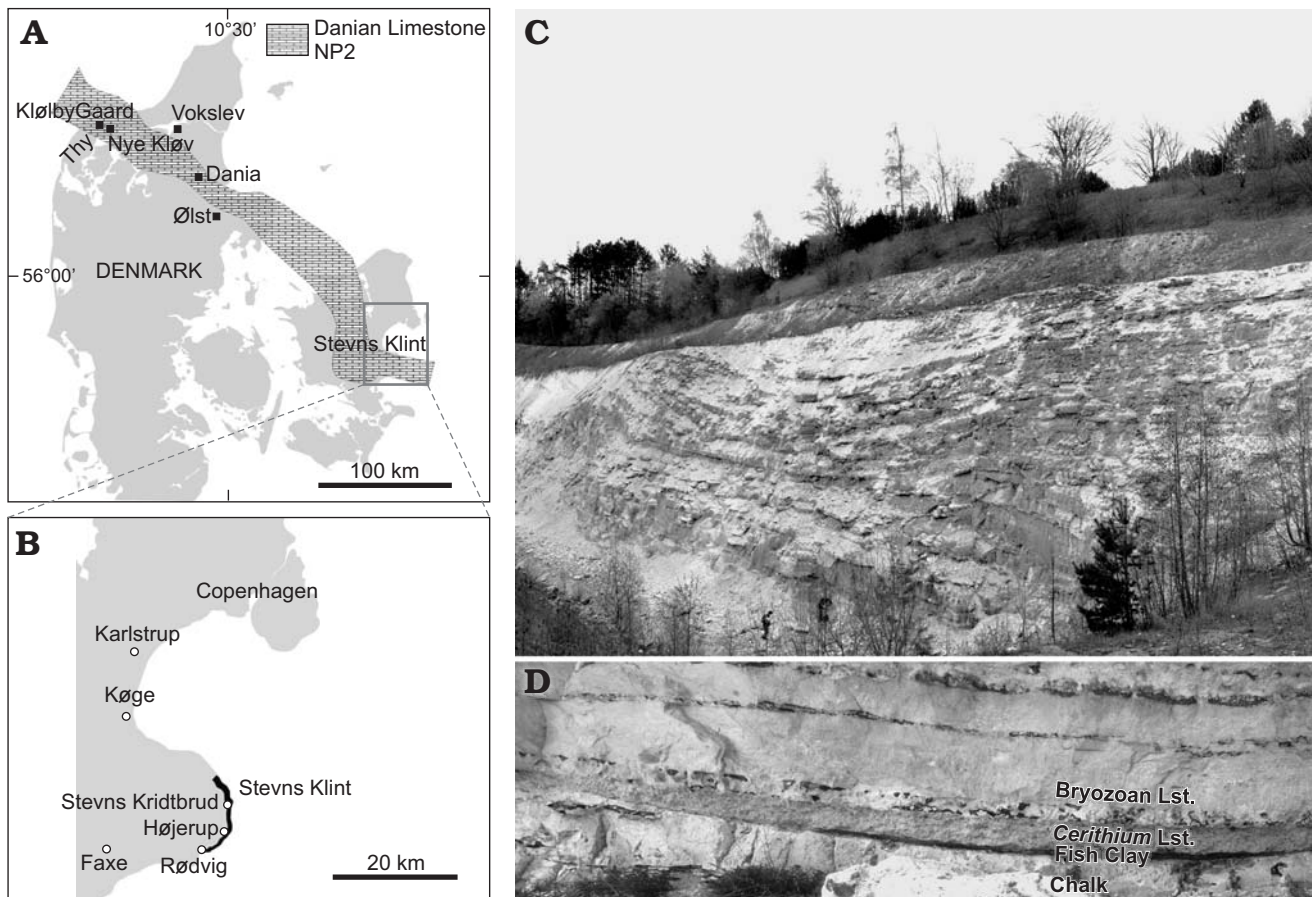 A
10°30'
Danian Limestone
NP2
KlølbyGaard
Vokslev
Thy
Nye Kløv
Dania
Ølst
56°00'
DENMARK
Stevns Klint
100 km
B
Copenhagen
Karlstrup
Køge
Stevns Klint
Stevns Kridtbrud
Højerup
Faxe
Rødvig
20 km
C
D
Bryozoan Lst.
Cerithium Lst.
Fish Clay
Chalk